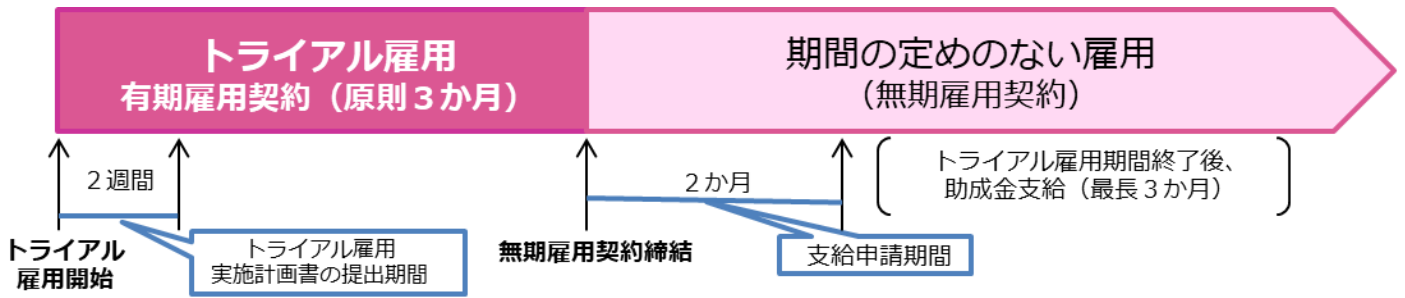 トライアル雇用
有期雇用契約（原則３か月）
期間の定めのない雇用
（無期雇用契約）
２週間
２か月
トライアル雇用期間終了後、
助成金支給（最長３か月）
トライアル
雇用開始
トライアル雇用
実施計画書の提出期間
無期雇用契約締結
支給申請期間